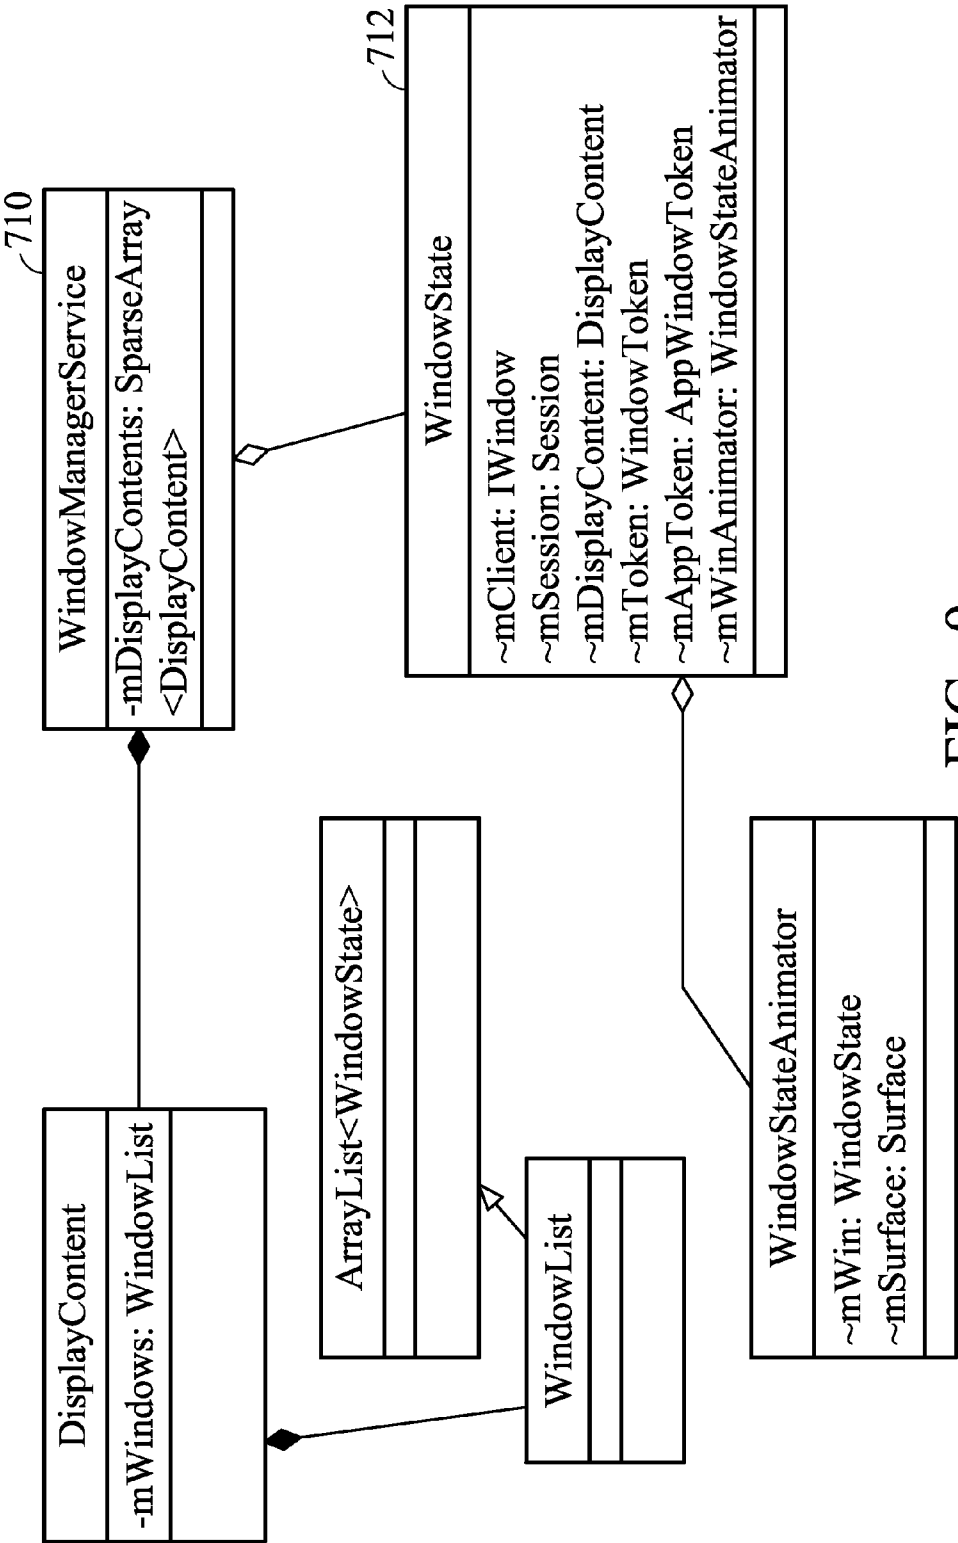 DisplayContent
-mWindows: WindowList
WindowManagerService
-mDisplayContents: SparseArray
<DisplayContent>
710
ArrayList<WindowState>
WindowList
WindowState
~mClient: IWindow
~mSession: Session
~mDisplayContent: DisplayContent
~mToken: WindowToken
~mAppToken: AppWindowToken
~mWinAnimator: WindowStateAnimator
712
WindowStateAnimator
~mWin: WindowState
~mSurface: Surface